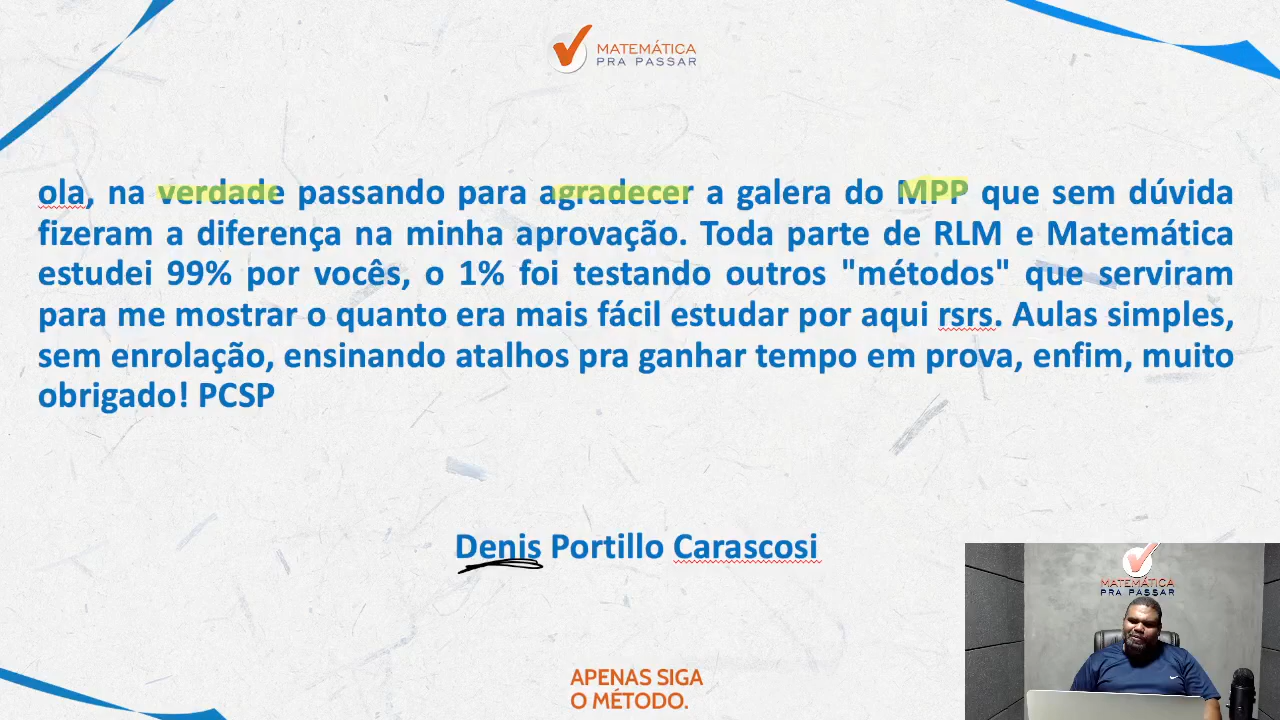 MATEMÁTICA
PRA PASSAR
ola, na verdade passando para agradecer a galera do MPP que sem dúvida
fizeram a diferença na minha aprovação. Toda parte de RLM e Matemática
estudei 99% por vocês, o 1% foi testando outros "métodos" que serviram
para me mostrar o quanto era mais fácil estudar por aqui rsrs. Aulas simples,
sem enrolação, ensinando atalhos pra ganhar tempo em prova, enfim, muito
obrigado! PCSP
Denis Portillo Carascosi
MATEMÁTICA
PRA PASSAR
APENAS SIGA
O MÉTODO.